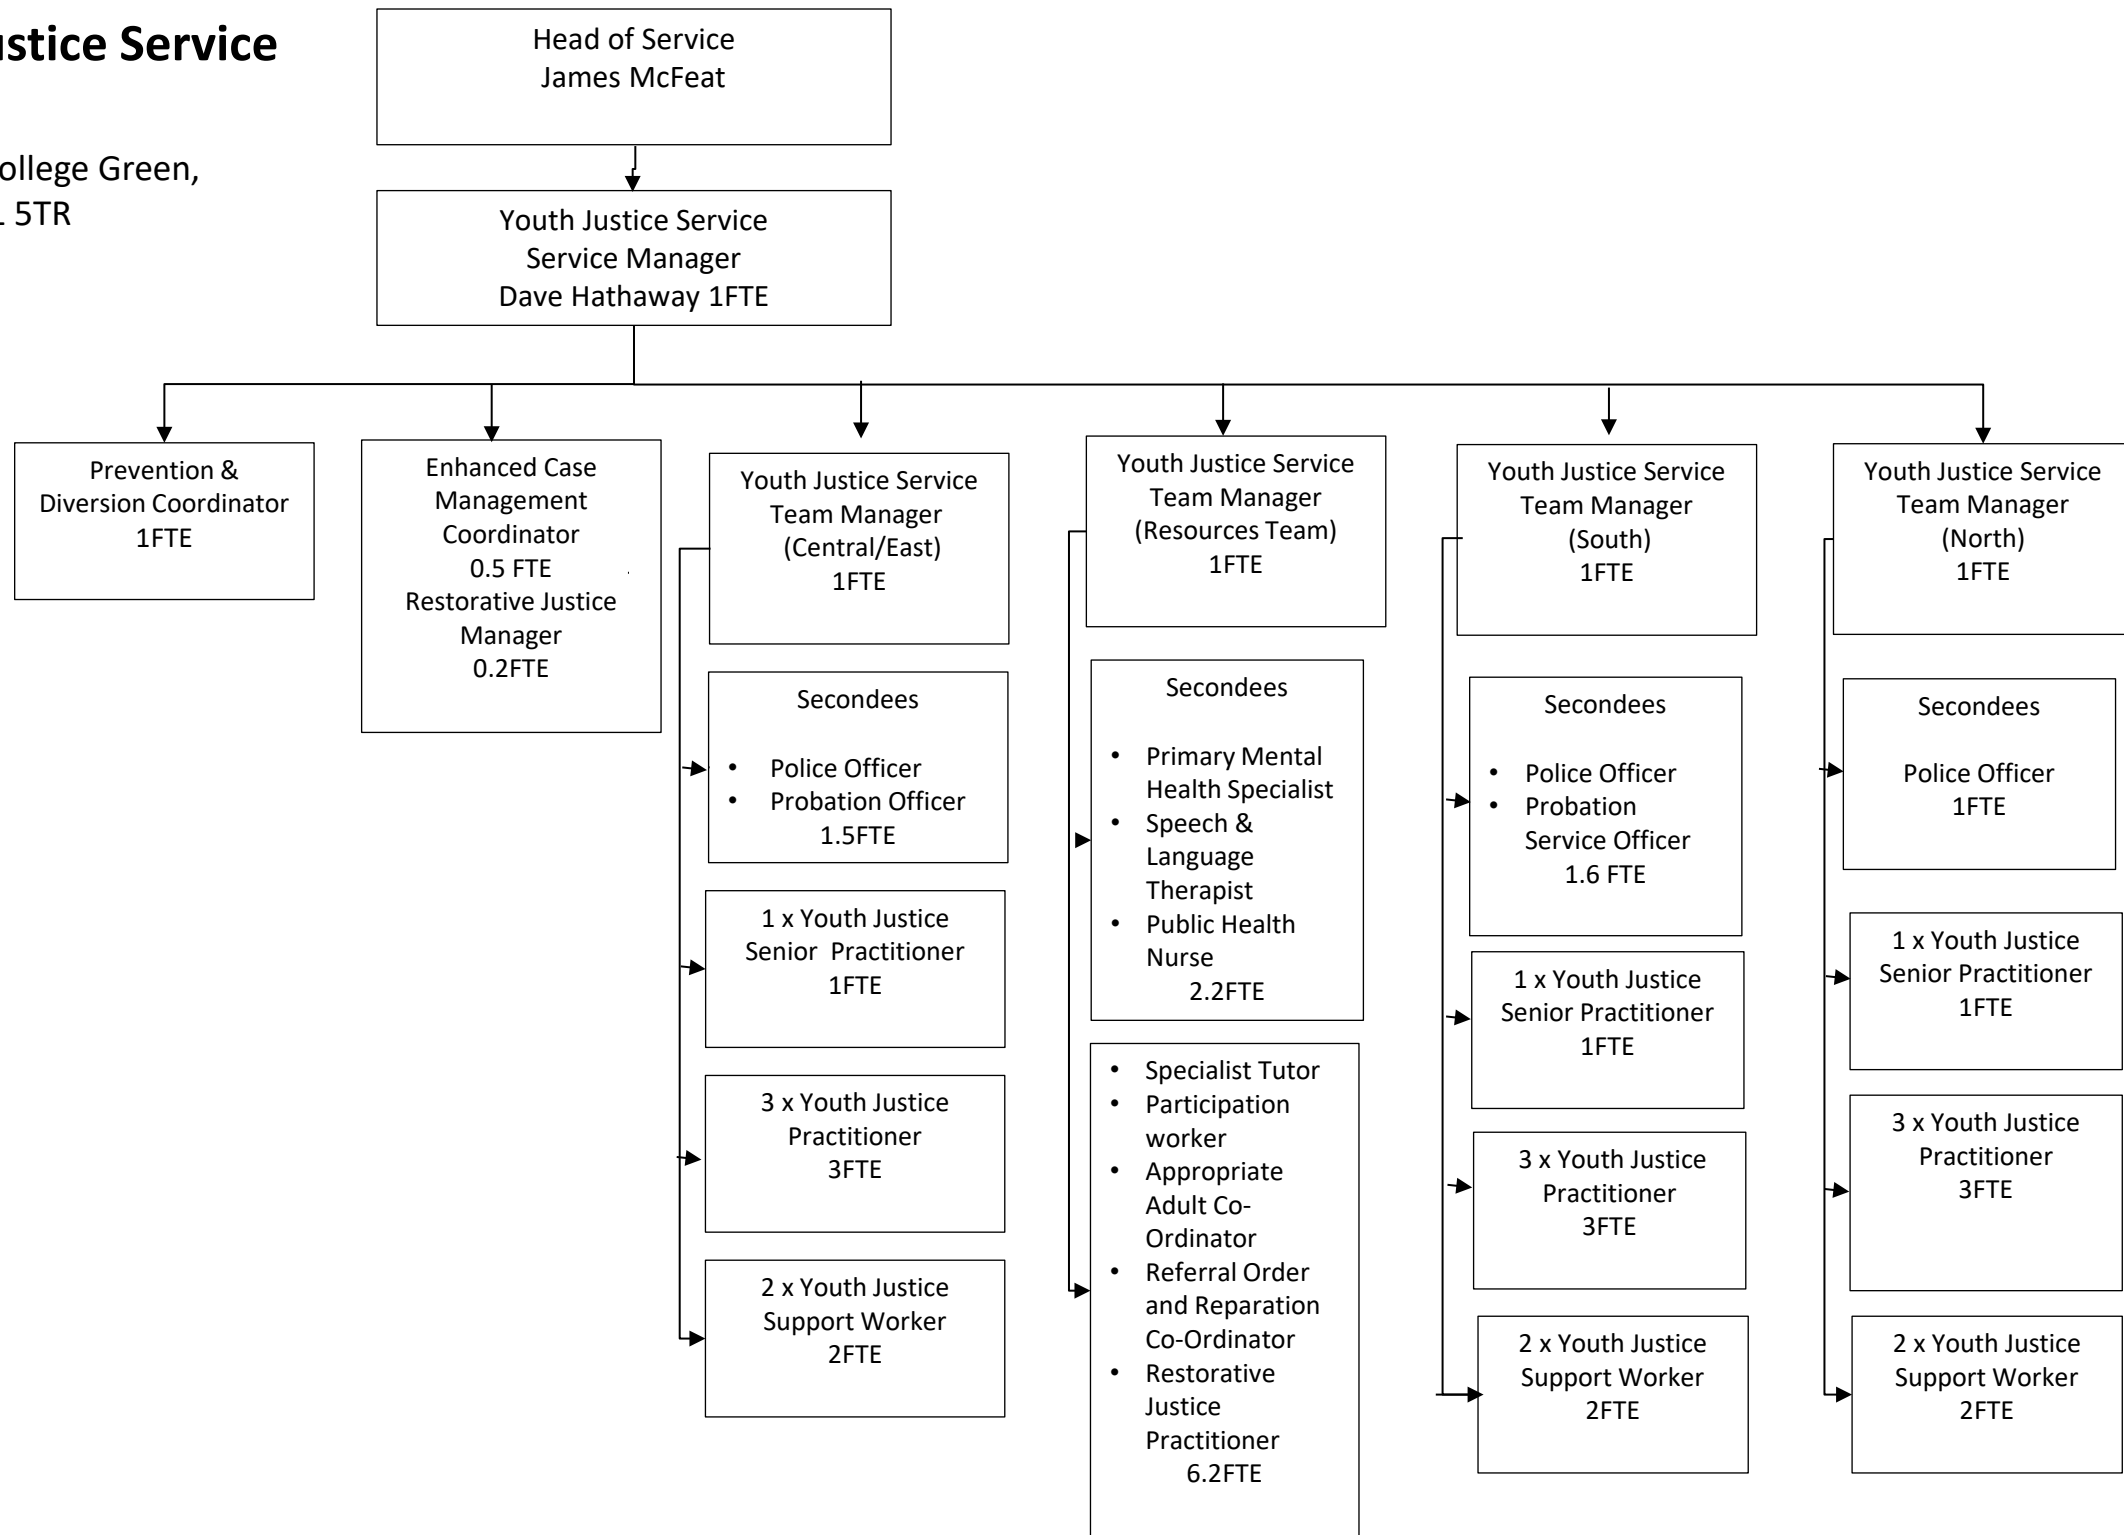 Justice Service
College Green,
5TR
Head of Service
James McFeat
Youth Justice Service
Service Manager
Dave Hathaway 1FTE
Prevention &
Diversion Coordinator
1FTE
Enhanced Case
Management
Coordinator
0.5 FTE
Restorative Justice
Manager
0.2FTE
Youth Justice Service
Team Manager
(Central/East)
1FTE
Secondees
• Police Officer
• Probation Officer
1.5FTE
1 x Youth Justice
Senior Practitioner
1FTE
3 x Youth Justice
Practitioner
3FTE
2 x Youth Justice
Support Worker
2FTE
Youth Justice Service
Team Manager
(Resources Team)
1FTE
Secondees
• Primary Mental
Health Specialist
• Speech &
Language
Therapist
• Public Health
Nurse
2.2FTE
• Specialist Tutor
• Participation
worker
• Appropriate
Adult Co-
Ordinator
• Referral Order
and Reparation
Co-Ordinator
• Restorative
Justice
Practitioner
6.2FTE
Youth Justice Service
Team Manager
(South)
1FTE
Secondees
• Police Officer
• Probation
Service Officer
1.6 FTE
1 x Youth Justice
Senior Practitioner
1FTE
3 x Youth Justice
Practitioner
3FTE
2 x Youth Justice
Support Worker
2FTE
Youth Justice Service
Team Manager
(North)
1FTE
Secondees
Police Officer
1FTE
1 x Youth Justice
Senior Practitioner
1FTE
3 x Youth Justice
Practitioner
3FTE
2 x Youth Justice
Support Worker
2FTE